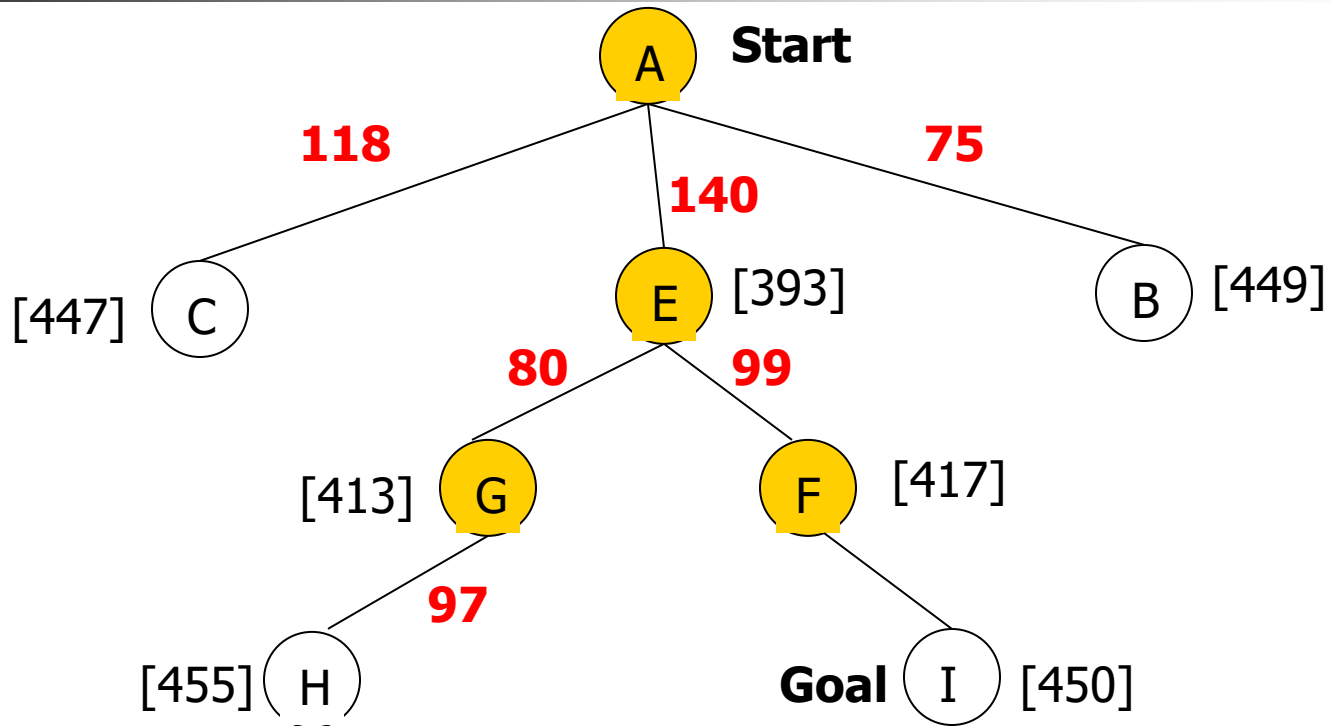 A Start
118
75
140
[447] C
E [393]
B [449]
80
99
[413] G
F [417]
97
[455] H
Goal I [450]